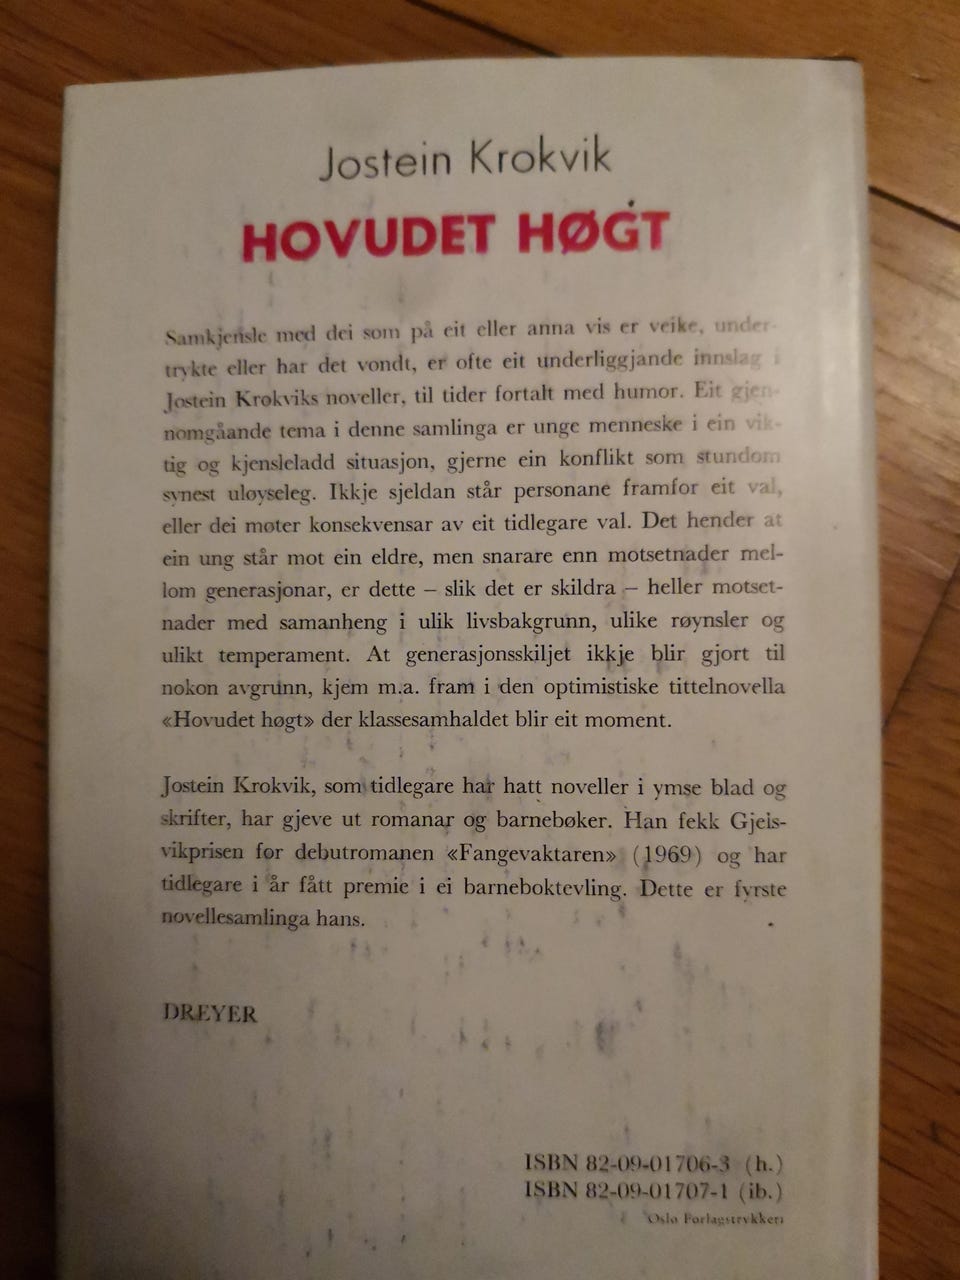 Jostein Krokvik
HOVUDET HØGT
Samkjensle med dei som på eit eller anna vis er veike, under-
trykte eller har det vondt, er ofte eit underliggjande innslag i
Jostein Krokviks noveller, til tider fortalt med humor. Eit gjen-
nomgåande tema i denne samlinga er unge menneske i ein vik-
tig og kjensleladd situasjon, gjerne ein konflikt som stundom
synest uløyseleg. Ikkje sjeldan står personane framfor eit val,
eller dei møter konsekvensar av eit tidlegare val. Det hender at
ein ung står mot ein eldre, men snarare enn motsetnader mel-
lom generasjonar, er dette – slik det er skildra – heller motset-
nader med samanheng i ulik livsbakgrunn, ulike røynsler og
ulikt temperament. At generasjonsskiljet ikkje blir gjort til
nokon avgrunn, kjem m.a. fram i den optimistiske tittelnovella
«Hovudet høgt» der klassesamhaldet blir eit moment.
Jostein Krokvik, som tidlegare har hatt noveller i ymse blad og
skrifter, har gjeve ut romanar og barnebøker. Han fekk Gjels-
vikprisen for debutromanen «Fangevaktaren» (1969) og har
tidlegare i år fått premie i ei barneboktevling. Dette er fyrste
novellesamlinga hans.
DREYER
ISBN 82-09-01706-3 (h.)
ISBN 82-09-01707-1 (ib.)
Oslo Forlagstrykkeri